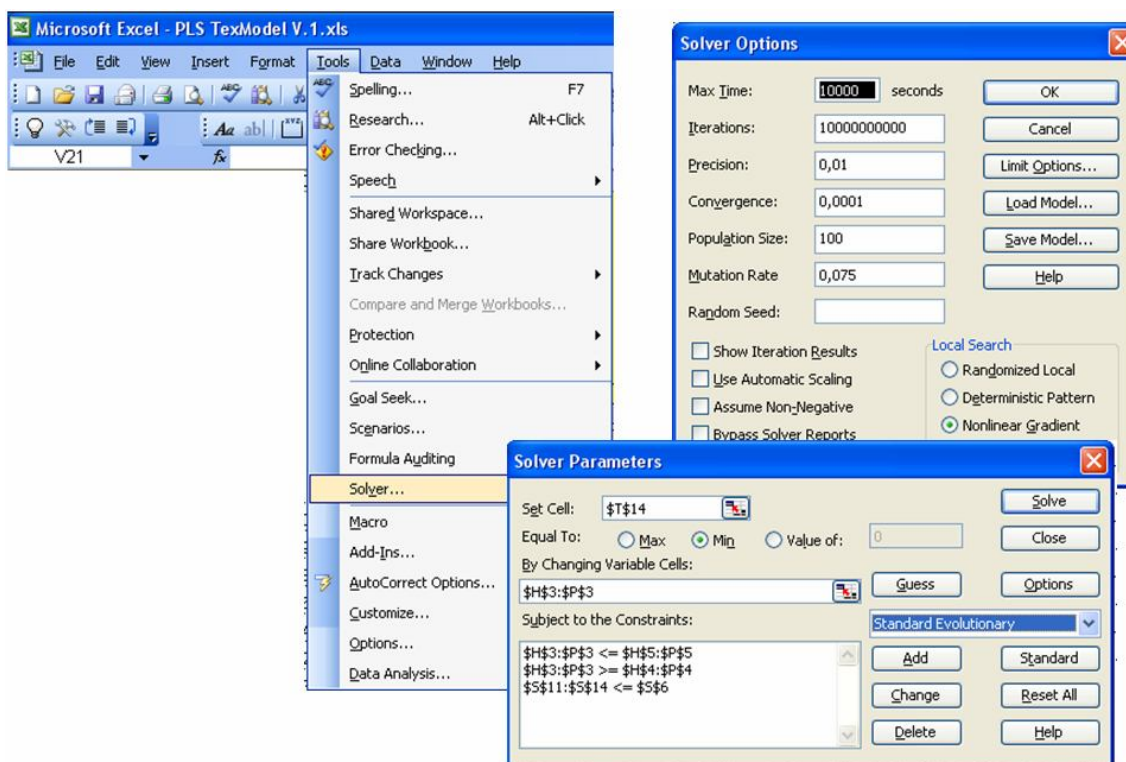 Microsoft Excel - PLS TexModel V.1.xls
File Edit View Insert Format Tools Data Window Help
Aa ab|
V21 fx
Spelling... F7
Research... Alt+Click
Error Checking...
Speech
Shared Workspace...
Share Workbook...
Track Changes
Compare and Merge Workbooks...
Protection
Online Collaboration
Goal Seek...
Scenarios...
Formula Auditing
Solver...
Macro
Add-Ins...
AutoCorrect Options...
Customize...
Options...
Data Analysis...
Solver Options
Max Time: 10000 seconds OK
Iterations: 10000000000 Cancel
Precision: 0,01 Limit Options...
Convergence: 0,0001 Load Model...
Population Size: 100 Save Model...
Mutation Rate 0,075 Help
Random Seed:
Show Iteration Results
Use Automatic Scaling
Assume Non-Negative
Bypass Solver Reports
Local Search
Randomized Local
Deterministic Pattern
Nonlinear Gradient
Solver Parameters
Set Cell: $T$14 Solve
Equal To: Max Min Value of: 0 Close
By Changing Variable Cells:
$H$3:$P$3 Guess Options
Subject to the Constraints: Standard Evolutionary
$H$3:$P$3 <= $H$5:$P$5
$H$3:$P$3 >= $H$4:$P$4
$S$11:$S$14 <= $S$6
Add Standard
Change Reset All
Delete Help